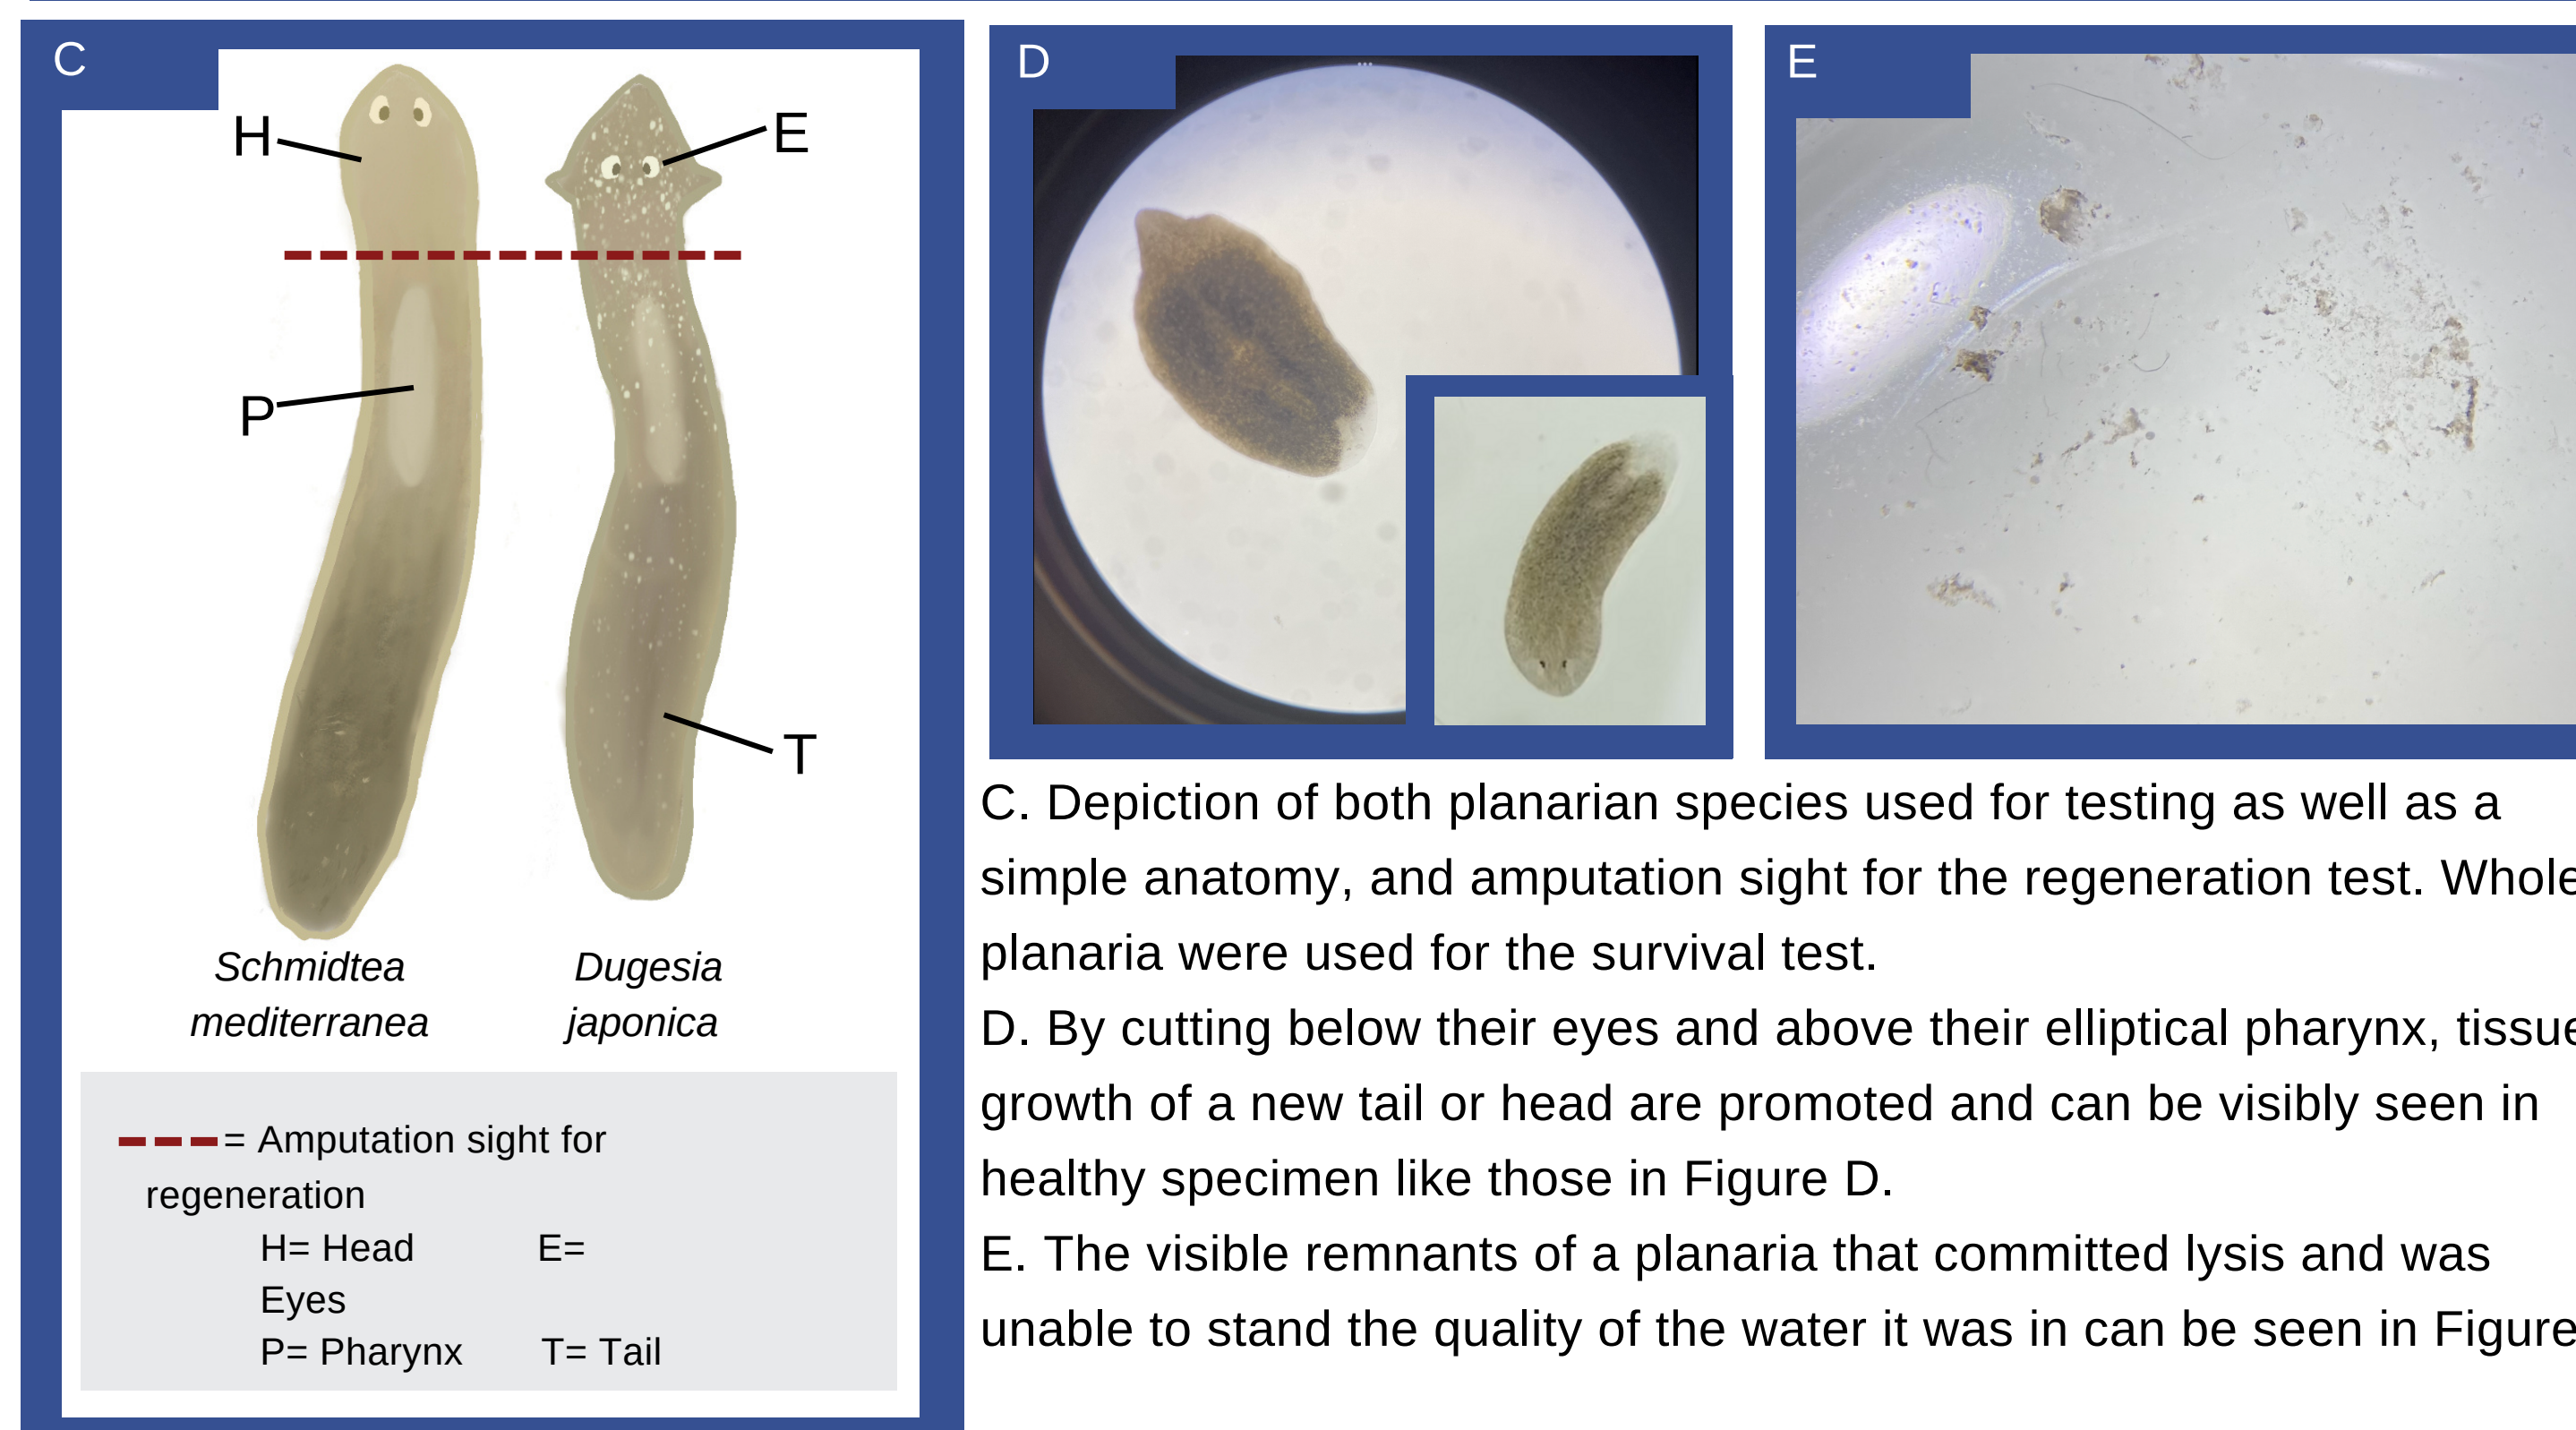 C
H
E
P
T
Schmidtea
mediterranea
Dugesia
japonica
= Amputation sight for
regeneration
H= Head E=
Eyes
P= Pharynx T= Tail
D
E
C. Depiction of both planarian species used for testing as well as a
simple anatomy, and amputation sight for the regeneration test. Whole
planaria were used for the survival test.
D. By cutting below their eyes and above their elliptical pharynx, tissue
growth of a new tail or head are promoted and can be visibly seen in
healthy specimen like those in Figure D.
E. The visible remnants of a planaria that committed lysis and was
unable to stand the quality of the water it was in can be seen in Figure